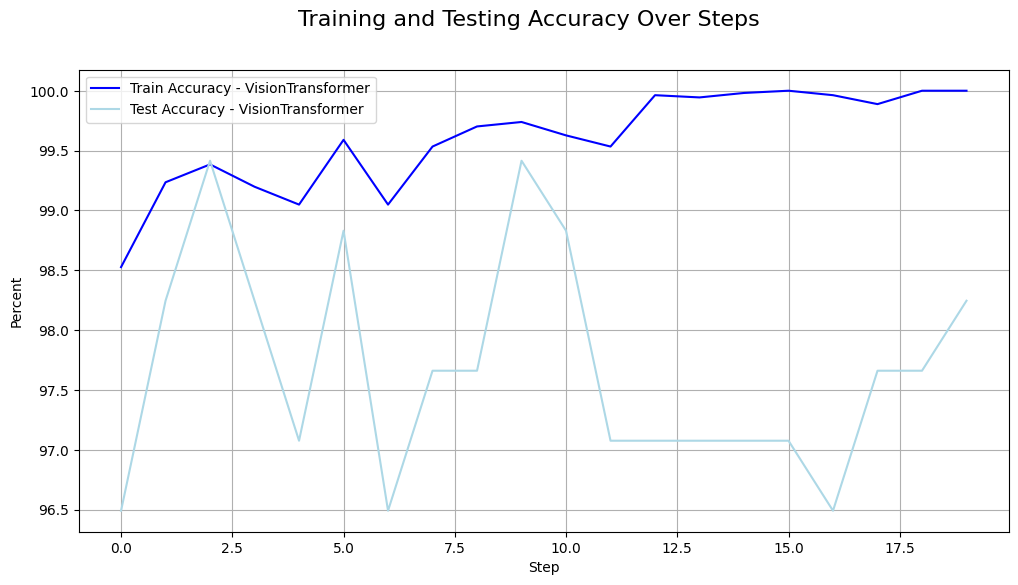 Training and Testing Accuracy Over Steps
Train Accuracy - VisionTransformer
Test Accuracy - VisionTransformer
100.0
99.5
99.0
98.5
98.0
97.5
97.0
96.5
Percent
0.0 2.5 5.0 7.5 10.0 12.5 15.0 17.5
Step